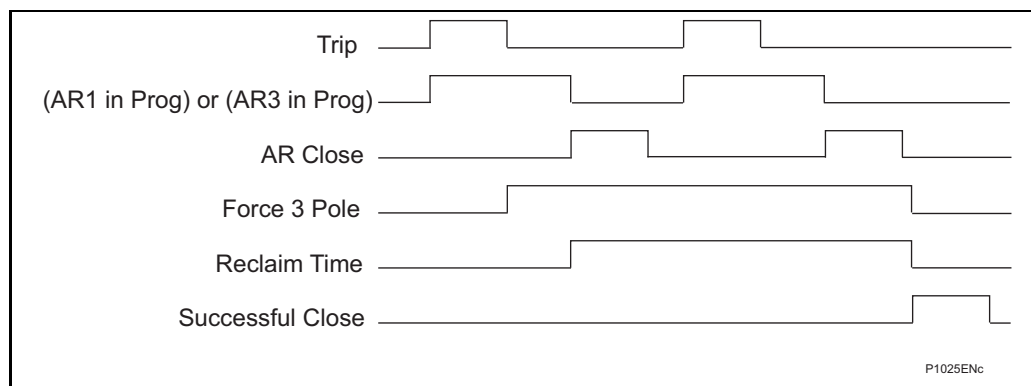 Trip
(AR1 in Prog) or (AR3 in Prog)
AR Close
Force 3 Pole
Reclaim Time
Successful Close
P1025ENc